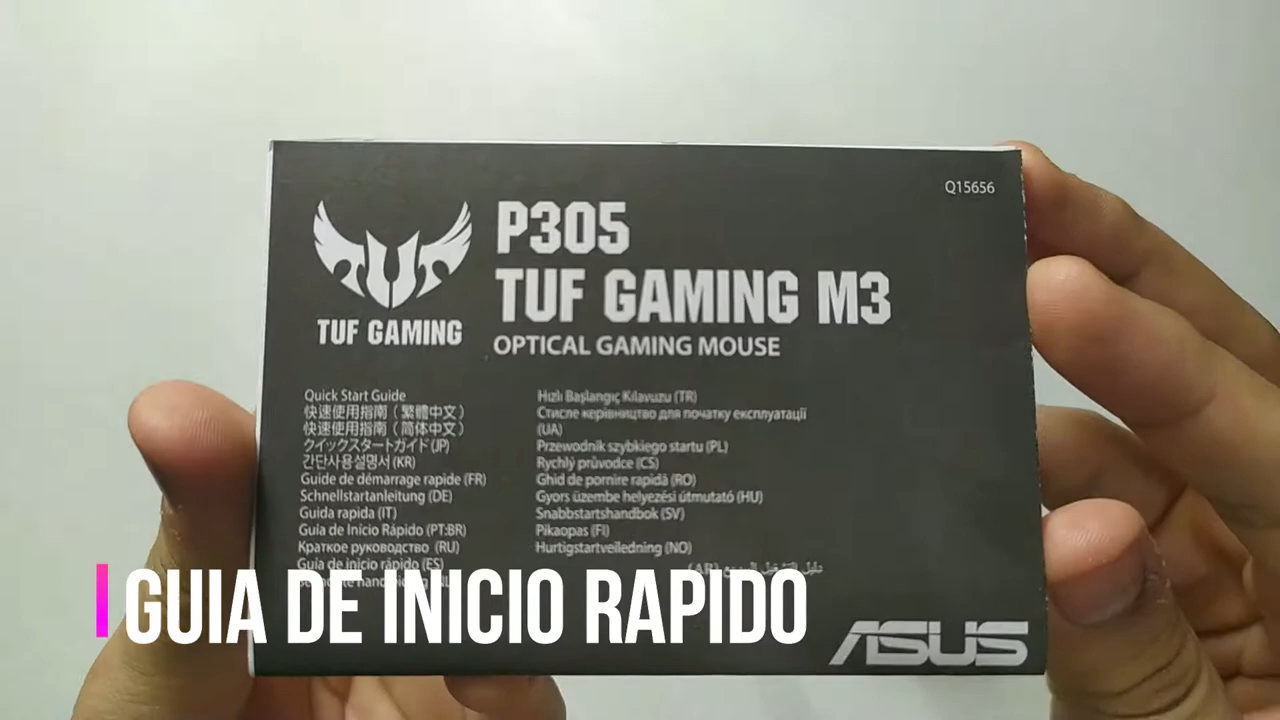 Q15656
P305
TUF GAMING M3
OPTICAL GAMING MOUSE
TUF GAMING
Quick Start Guide
快速使用指南（繁體中文）
快速使用指南（简体中文）
クイックスタートガイド (JP)
간단사용설명서 (KR)
Guide de démarrage rapide (FR)
Schnellstartanleitung (DE)
Guida rapida (IT)
Guia de Início Rápido (PT:BR)
Краткое руководство (RU)
Guía de inicio rápido (ES)
Hızlı Başlangıç Kılavuzu (TR)
Стисле керівництво для початку експлуатації
(UA)
Przewodnik szybkiego startu (PL)
Rychlý průvodce (CS)
Ghid de pornire rapidă (RO)
Gyors üzembe helyezési útmutató (HU)
Snabbstartshandbok (SV)
Pikaopas (FI)
Hurtigstartveiledning (NO)
GUIA DE INICIO RAPIDO
ASUS